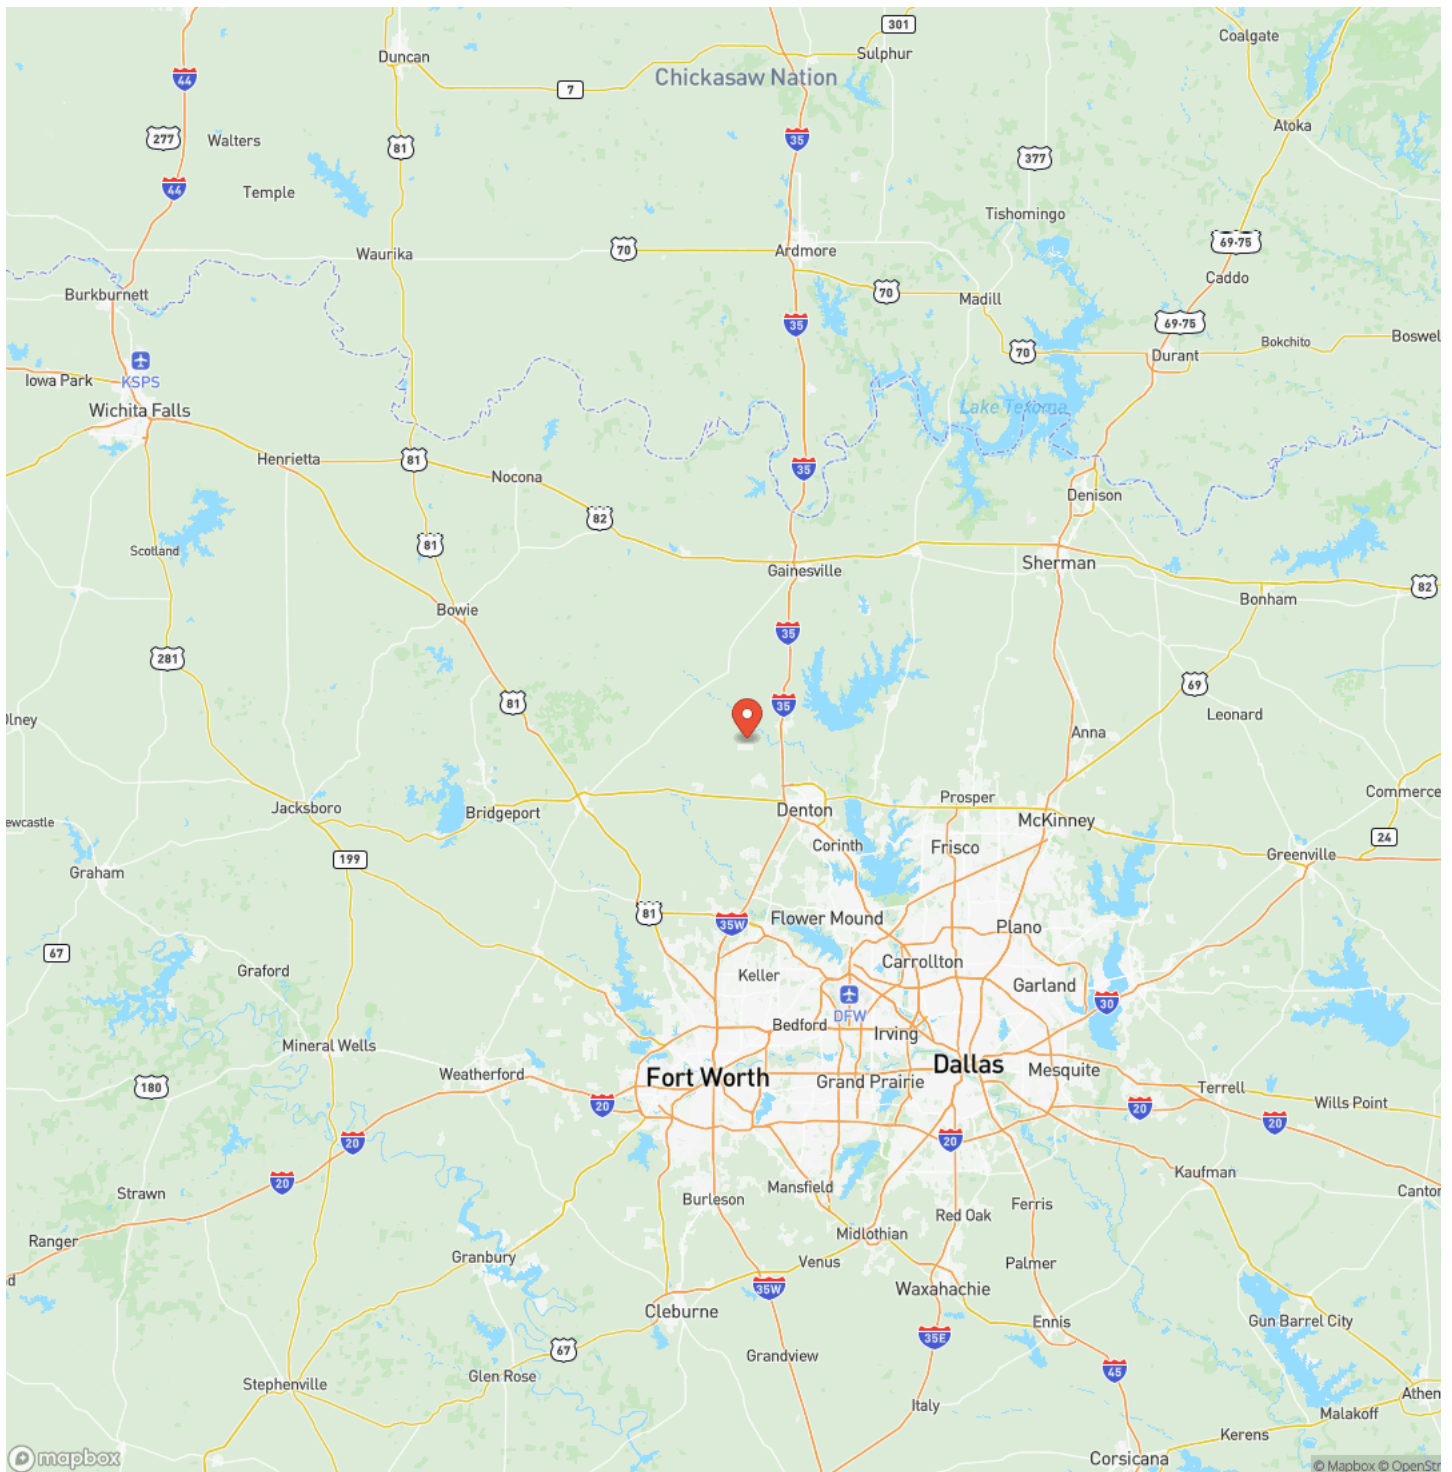 301
Coalgate
Duncan
Sulphur
44
Chickasaw Nation
7
277
Walters
81
35
Atoka
377
44
Temple
Tishomingo
Waurika
70
Ardmore
69-75
Caddo
Burkburnett
70
Madill
35
69-75
Boswel
Bokchito
70
Durant
KSPS
Iowa Park
Wichita Falls
Lake Texoma
Henrietta
81
35
Nocona
Denison
82
Scotland
81
Gainesville
Sherman
82
Bonham
Bowie
35
281
69
81
35
Leonard
Olney
Anna
Commerce
Prosper
Jacksboro
Bridgeport
Denton
ewcastle
McKinney
24
Corinth
Frisco
199
Greenville
Graham
81
35W
Flower Mound
Plano
67
Graford
Keller
Carrollton
Garland
30
DFW
Bedford
Irving
Mineral Wells
Dallas
Weatherford
Fort Worth
Grand Prairie
Mesquite
180
Terrell
20
20
Wills Point
20
20
20
20
Kaufman
Strawn
Burleson
Mansfield
Canton
Ferris
Red Oak
Ranger
Midlothian
Granbury
Venus
Palmer
d
35W
Waxahachie
Cleburne
Ennis
Gun Barrel City
67
35E
Grandview
Glen Rose
45
Stephenville
Athen
Italy
Malakoff
Kerens
mapbox
Corsicana
© Mapbox © OpenStr